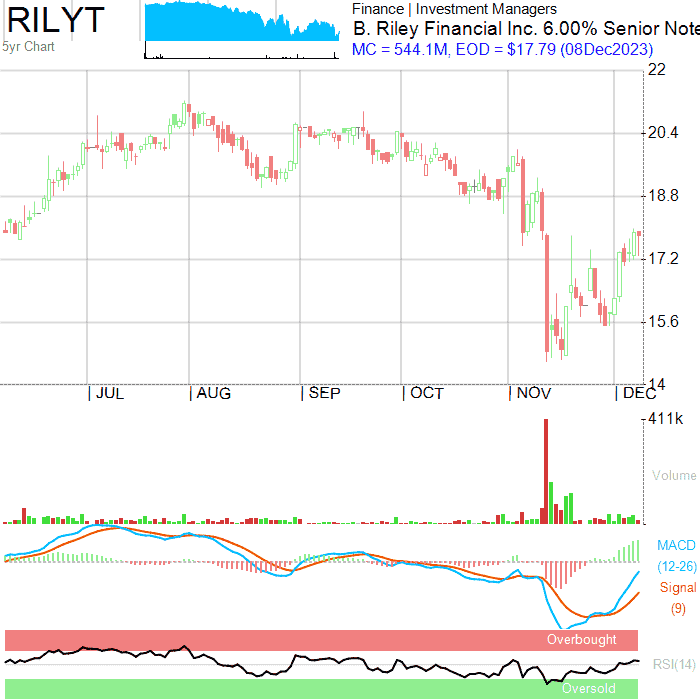 RILYT
5yr Chart
Finance | Investment Managers
B. Riley Financial Inc. 6.00% Senior Note
MC = 544.1M, EOD = $17.79 (08Dec2023)
22
20.4
18.8
17.2
15.6
14
JUL AUG SEP OCT NOV DEC
411k
Volume
MACD
(12-26)
Signal
(9)
Overbought
RSI(14)
Oversold